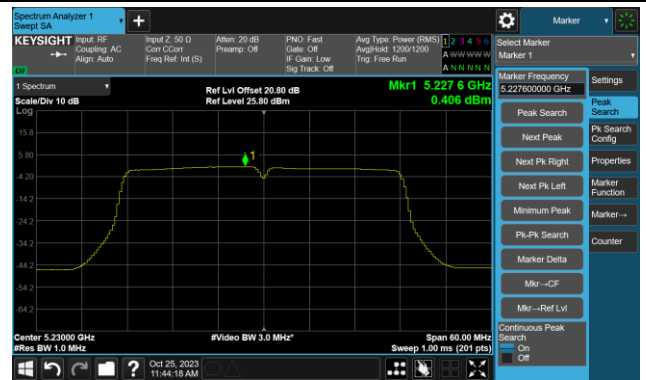 Spectrum Analyzer 1
Swept SA
+
Marker
KEYSIGHT
Input: RF
Coupling: AC
Align: Auto
Input Z: 50 Ω
Corr CCorr
Freq Ref: Int (S)
Atten: 20 dB
Preamp: Off
PNO: Fast
Gate: Off
IF Gain: Low
Sig Track: Off
Avg Type: Power (RMS)
Avg|Hold: 1200/1200
Trig: Free Run
1 2 3 4 5 6
A W W W W W
A N N N N N
LW
Select Marker
Marker 1
1 Spectrum
Scale/Div 10 dB
Ref Lvl Offset 20.80 dB
Ref Level 25.80 dBm
Mkr1 5.227 6 GHz
0.406 dBm
Log
15.8
5.80
-4.20
-14.2
-24.2
-34.2
-44.2
-54.2
-64.2
1
Center 5.23000 GHz
#Res BW 1.0 MHz
#Video BW 3.0 MHz*
Span 60.00 MHz
Sweep 1.00 ms (201 pts)
Marker Frequency
5.227600000 GHz
Peak Search
Next Peak
Next Pk Right
Next Pk Left
Minimum Peak
Pk-Pk Search
Marker Delta
Mkr→CF
Mkr→Ref Lvl
Continuous Peak
Search
On
Off
Settings
Peak
Search
Pk Search
Config
Properties
Marker
Function
Marker→
Counter
?
Oct 25, 2023
11:44:18 AM